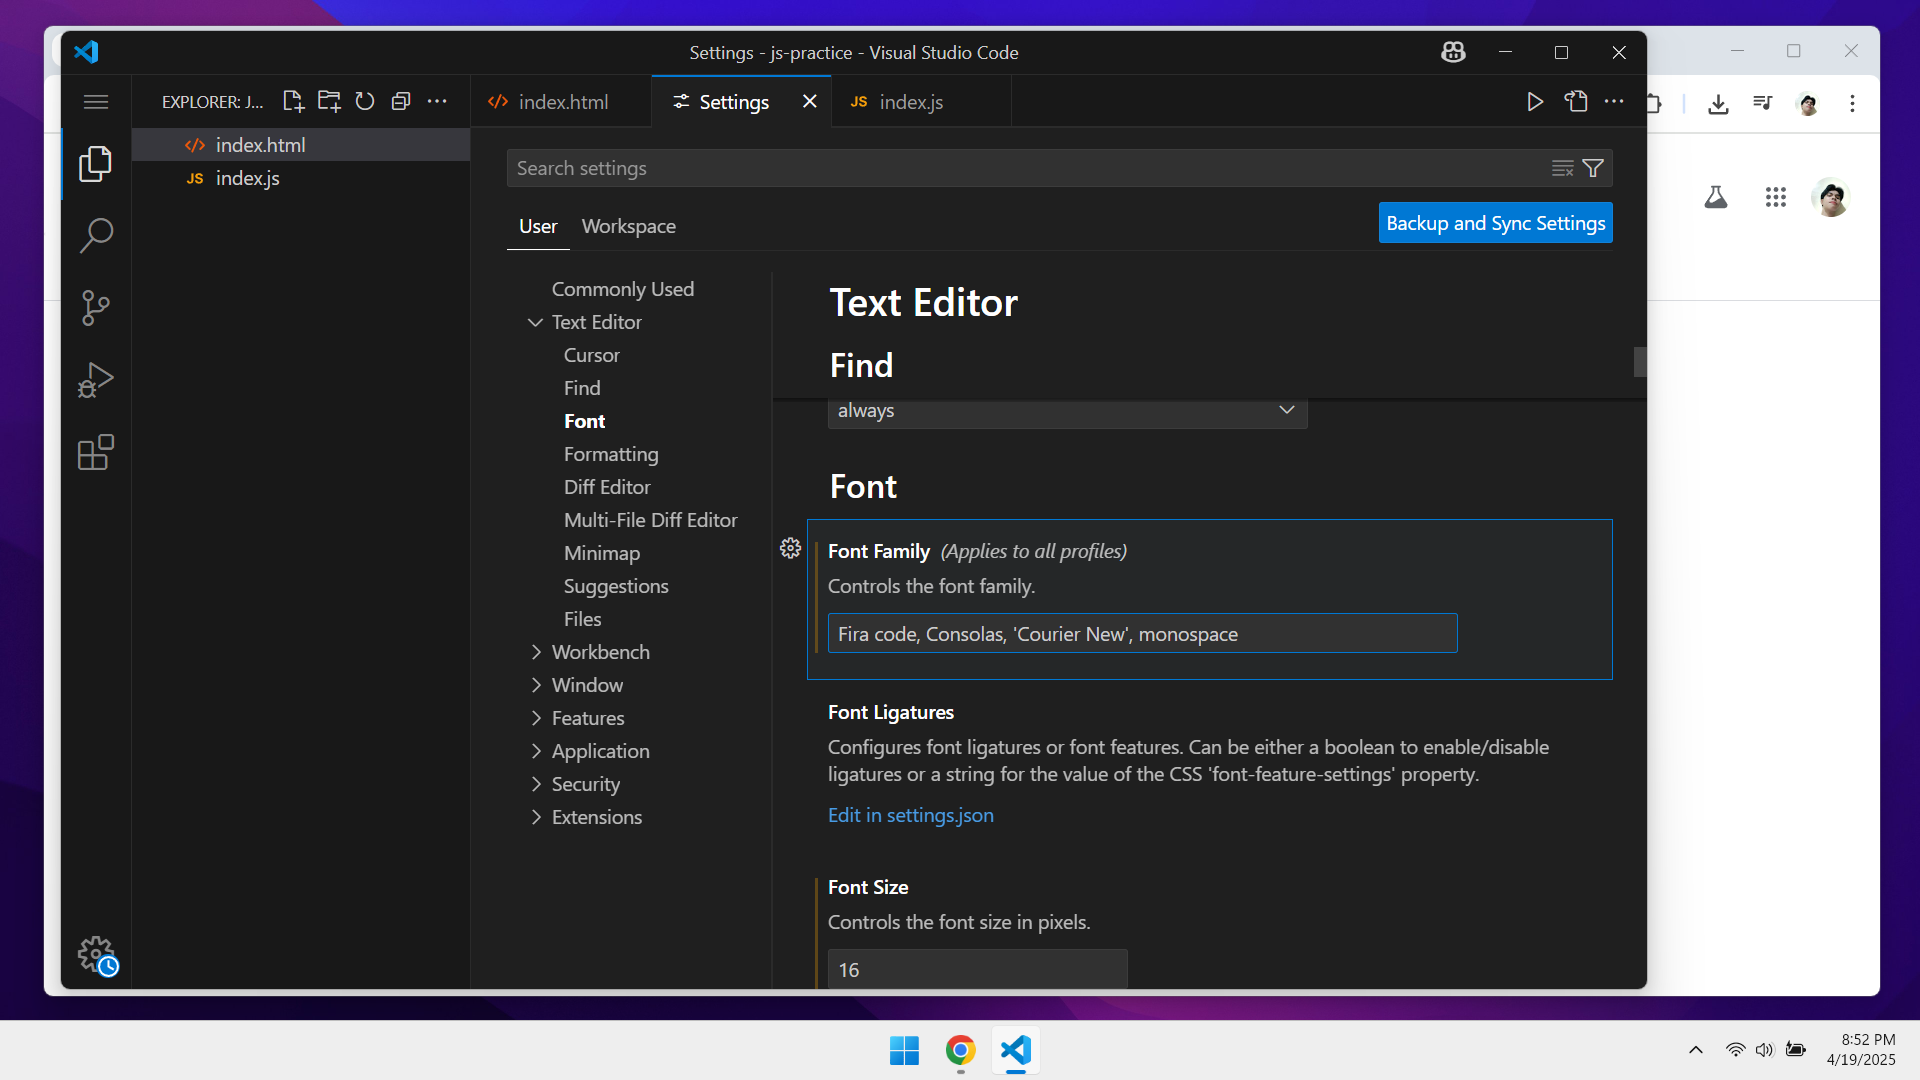 Settings - js-practice - Visual Studio Code
EXPLORER: J...
index.html
JS index.js
index.html
Settings
JS index.js
Search settings
User
Workspace
Backup and Sync Settings
Commonly Used
Text Editor
Cursor
Find
Font
Formatting
Diff Editor
Multi-File Diff Editor
Minimap
Suggestions
Files
Workbench
Window
Features
Application
Security
Extensions
Text Editor
Find
always
Font
Font Family (Applies to all profiles)
Controls the font family.
Fira code, Consolas, 'Courier New', monospace
Font Ligatures
Configures font ligatures or font features. Can be either a boolean to enable/disable
ligatures or a string for the value of the CSS 'font-feature-settings' property.
Edit in settings.json
Font Size
Controls the font size in pixels.
16
8:52 PM
4/19/2025